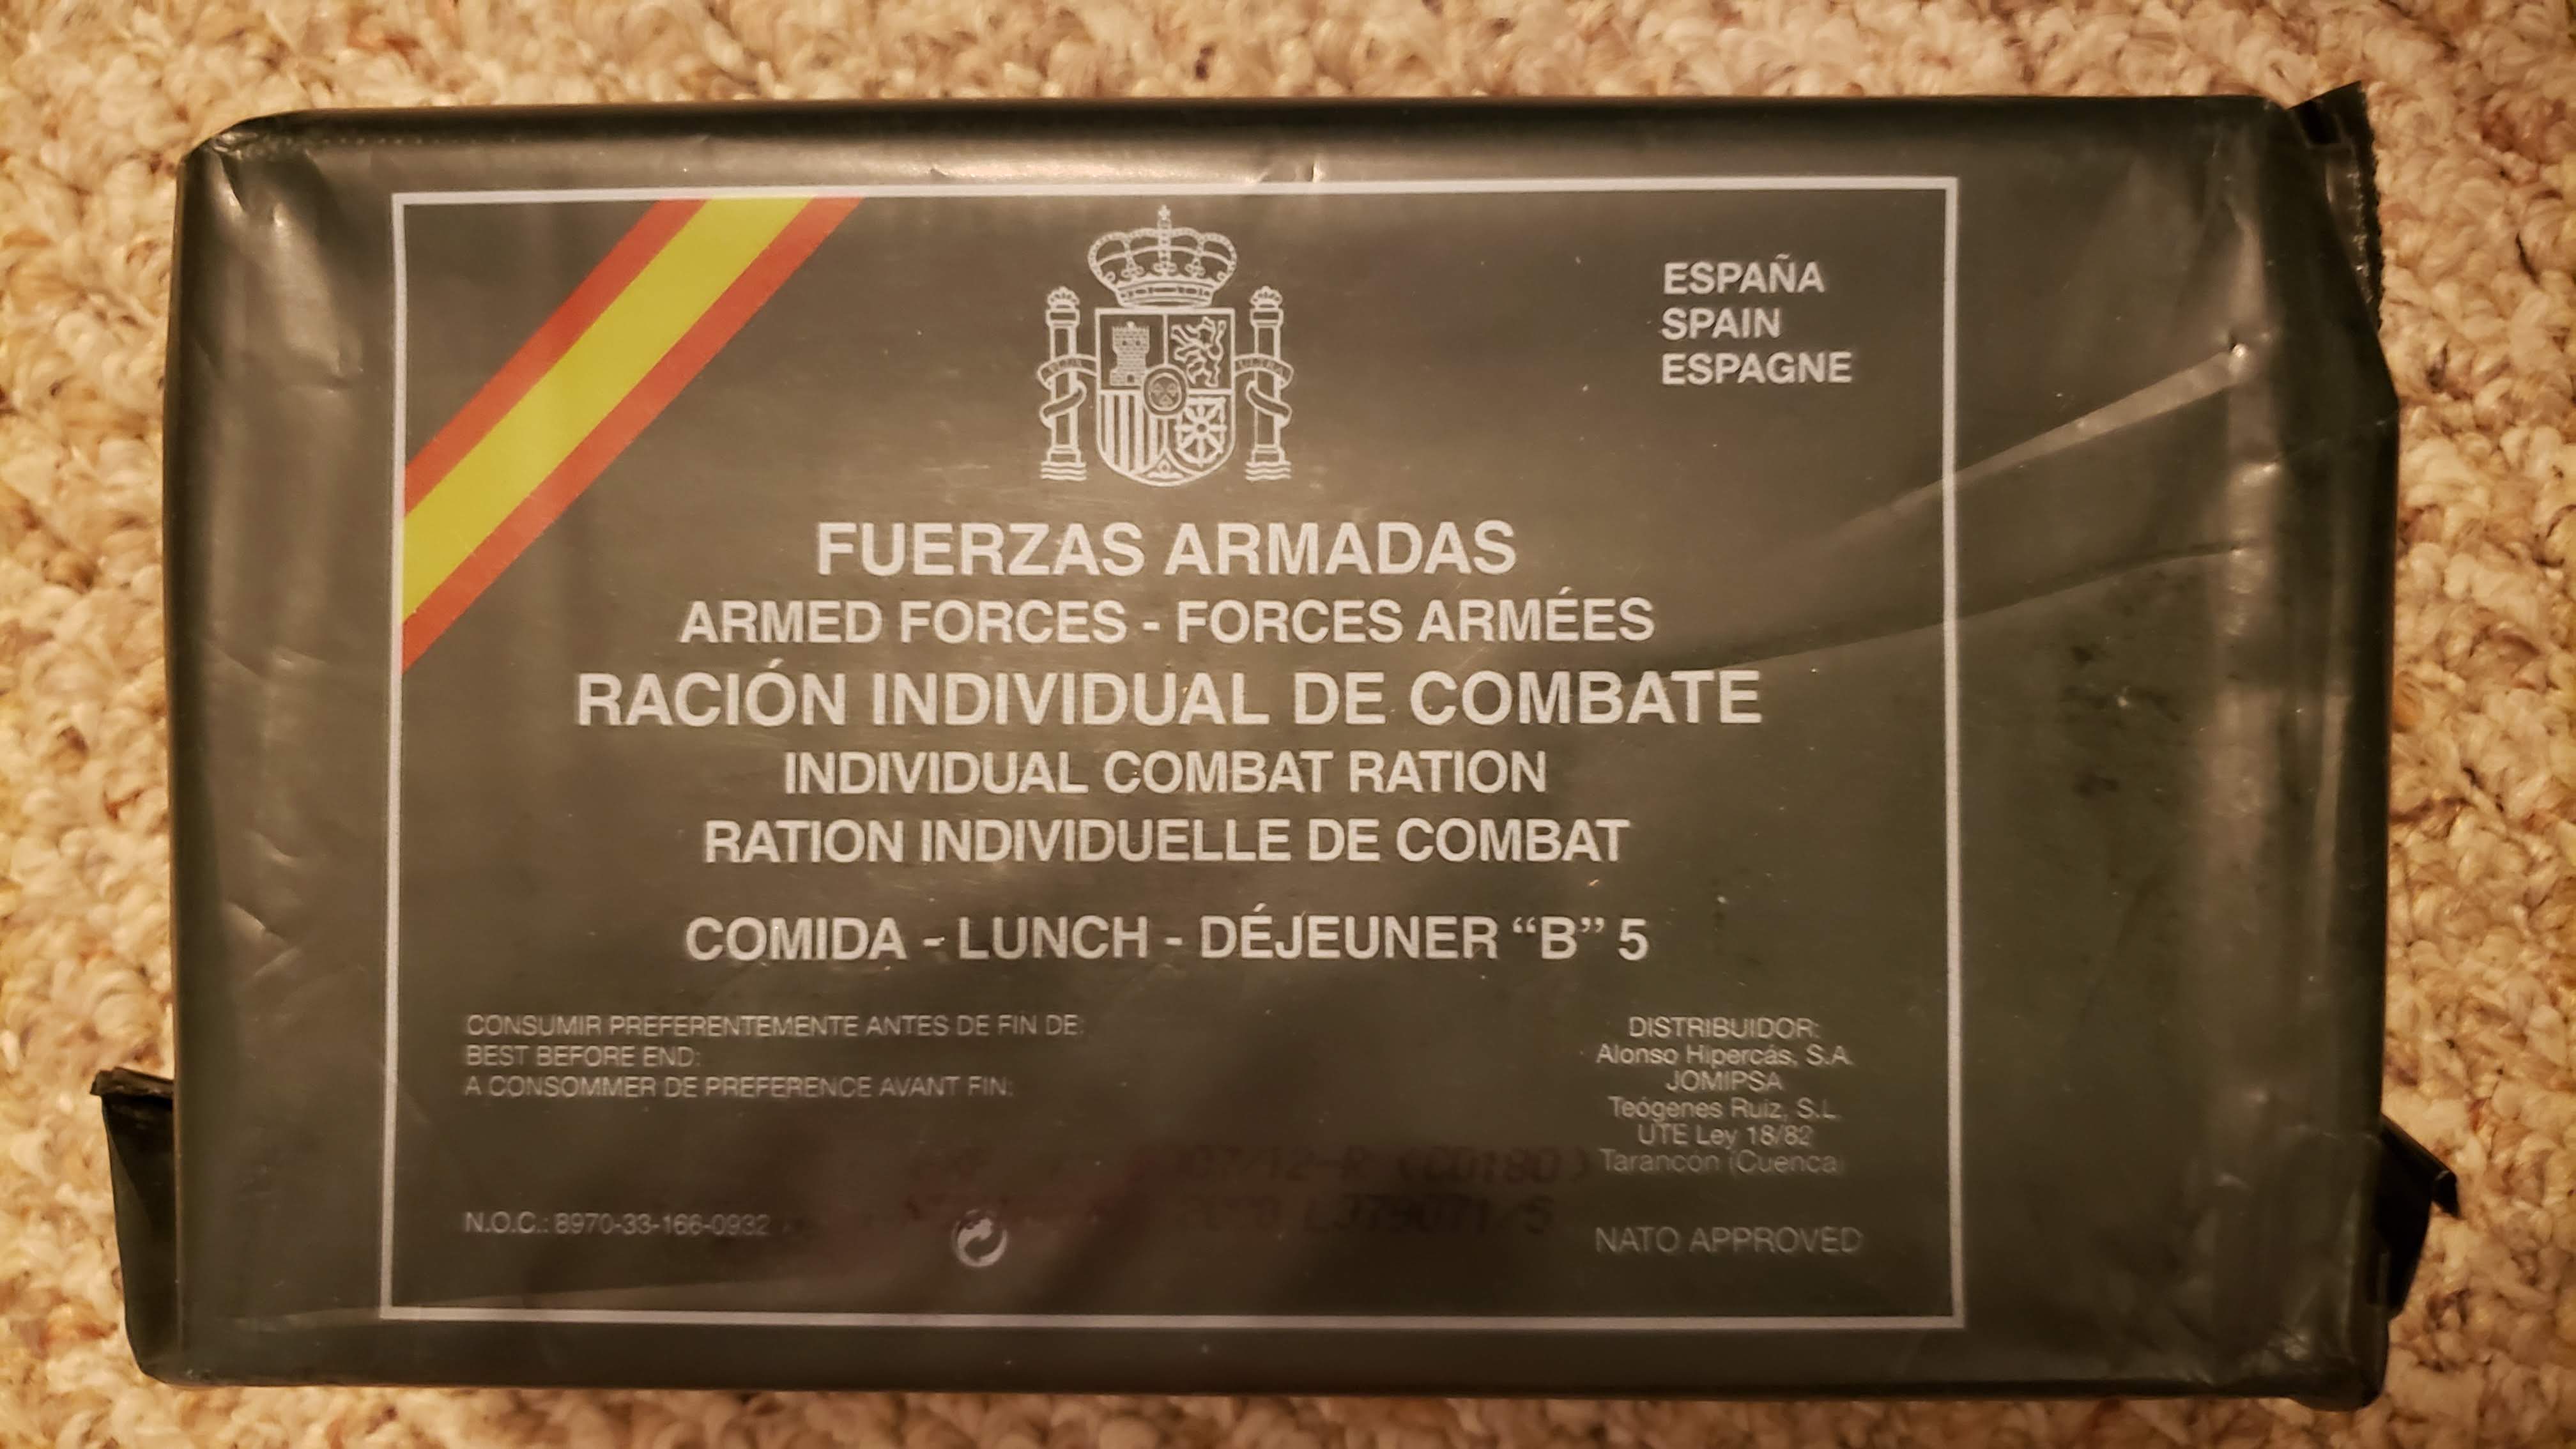 ESPAÑA
SPAIN
ESPAGNE
FUERZAS ARMADAS
ARMED FORCES - FORCES ARMÉES
RACIÓN INDIVIDUAL DE COMBATE
INDIVIDUAL COMBAT RATION
RATION INDIVIDUELLE DE COMBAT
COMIDA - LUNCH - DÉJEUNER “B” 5
CONSUMIR PREFERENTEMENTE ANTES DE FIN DE:
BEST BEFORE END:
A CONSOMMER DE PREFERENCE AVANT FIN:
DISTRIBUIDOR:
Alonso Hipercás, S.A.
JOMIPSA
Teógenes Ruiz, S.L.
UTE Ley 18/82
Tarancón (Cuenca)
N.O.C.: 8970-33-166-0932
NATO APPROVED